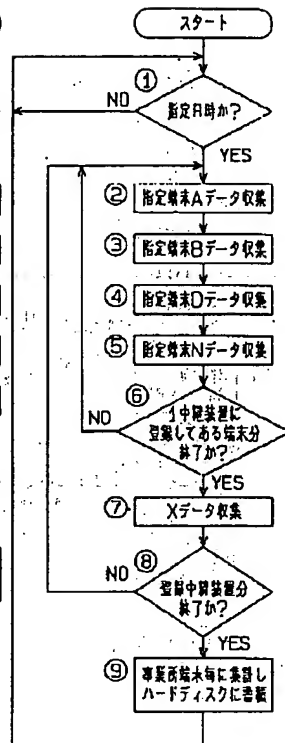 スタート
①
指定日時か?
NO
YES
② 指定端末Aデータ収集
③ 指定端末Bデータ収集
④ 指定端末Dデータ収集
⑤ 指定端末Nデータ収集
⑥
1中継装置に
登録してある端末分
終了か?
NO
YES
⑦ Xデータ収集
⑧
登録中継装置分
終了か?
NO
YES
⑨ 事業所端末毎に集計し
ハードディスクに書積